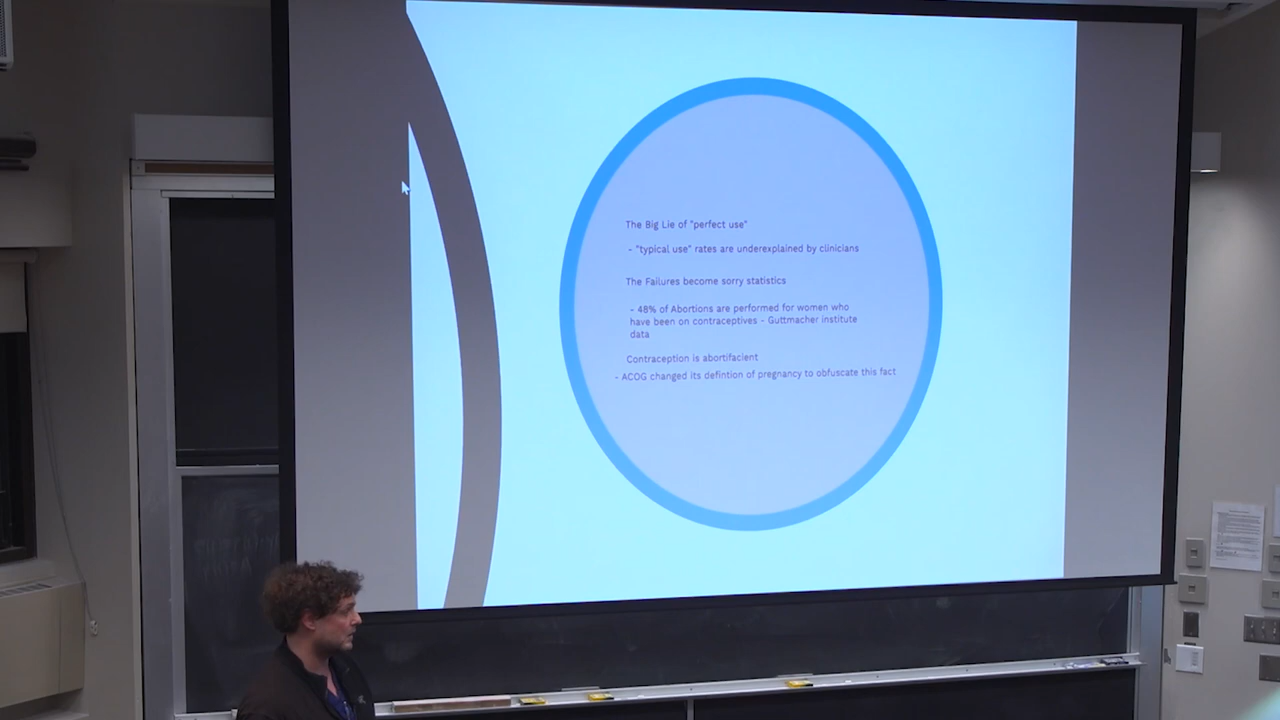 The Big Lie of "perfect use"
- "typical use" rates are underexplained by clinicians
The Failures become sorry statistics
- 48% of Abortions are performed for women who
have been on contraceptives - Guttmacher institute
data
Contraception is abortifacient
- ACOG changed its defintion of pregnancy to obfuscate this fact